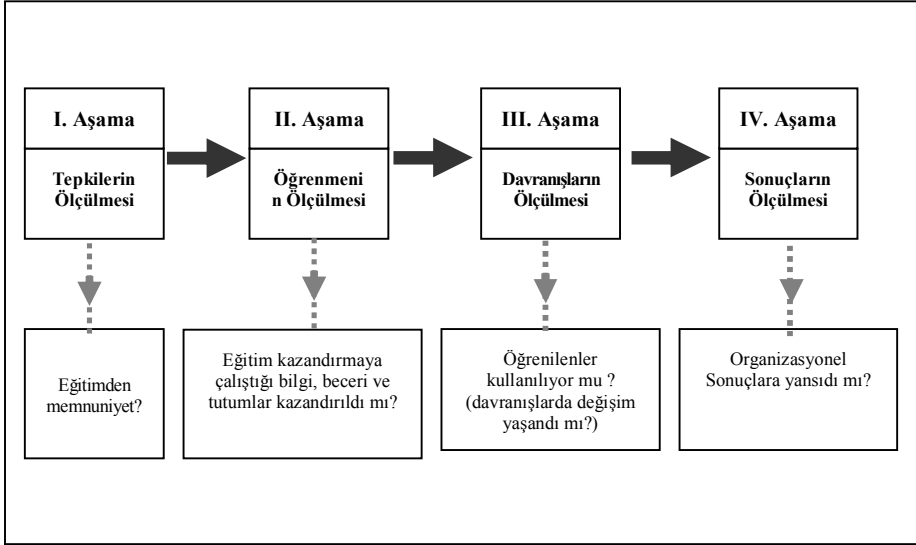 I. Aşama
Tepkilerin
Ölçülmesi
II. Aşama
Öğrenmeni
n Ölçülmesi
III. Aşama
Davranışların
Ölçülmesi
IV. Aşama
Sonuçların
Ölçülmesi
Eğitimden
memnuniyet?
Eğitim kazandırmaya
çalıştığı bilgi, beceri ve
tutumlar kazandırıldı mı?
Öğrenilenler
kullanılıyor mu ?
(davranışlarda değişim
yaşandı mı?)
Organizasyonel
Sonuçlara yansıdı mı?